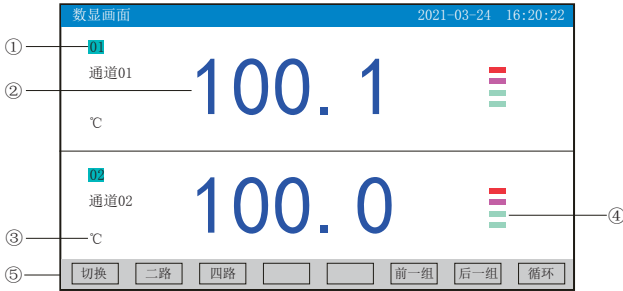 数显画面 2021-03-24 16:20:22
① 01
通道01
② 100.1
℃
02
通道02
100.0
④
③ ℃
⑤ 切换 二路 四路 前一组 后一组 循环